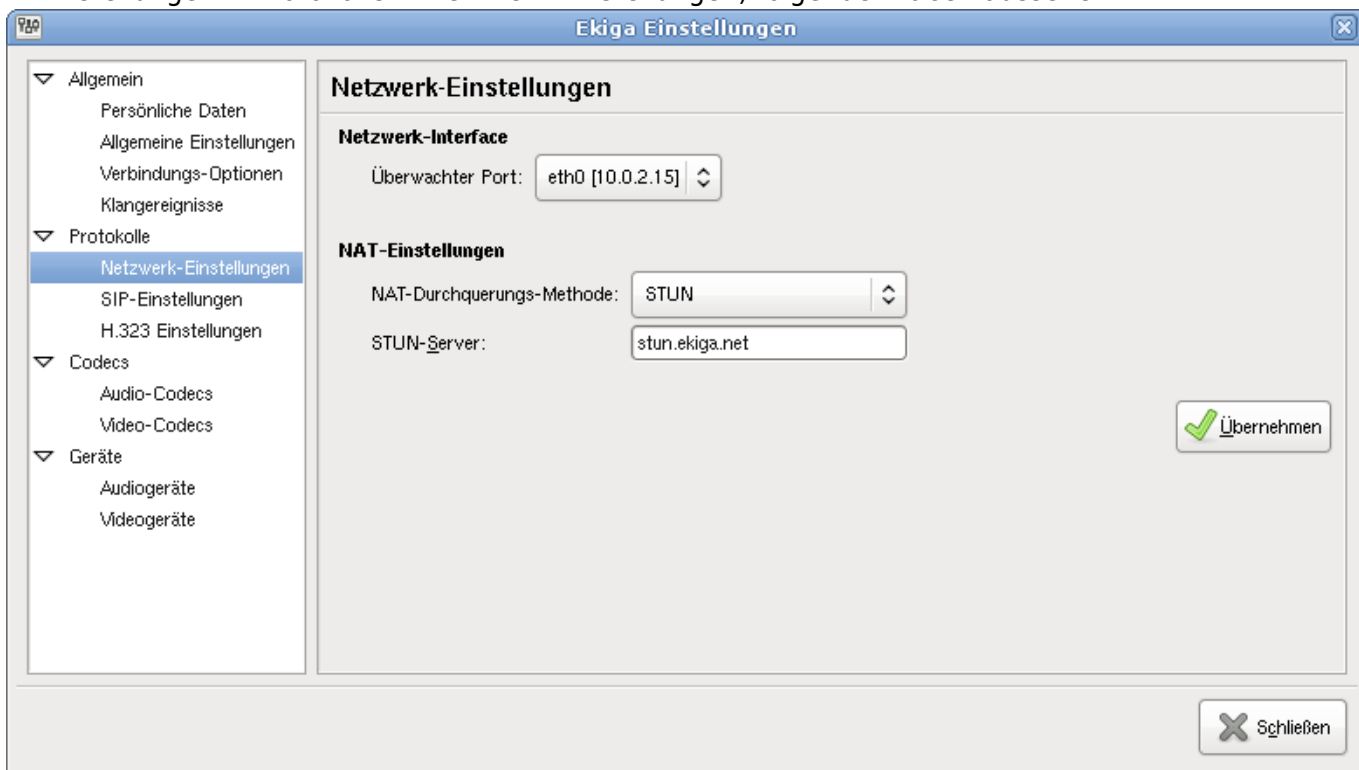 Ekiga Einstellungen
Allgemein
Persönliche Daten
Allgemeine Einstellungen
Verbindungs-Optionen
Klangereignisse
Protokolle
Netzwerk-Einstellungen
SIP-Einstellungen
H.323 Einstellungen
Codecs
Audio-Codecs
Video-Codecs
Geräte
Audiogeräte
Videogeräte
Netzwerk-Einstellungen
Netzwerk-Interface
Überwachter Port: eth0 [10.0.2.15]
NAT-Einstellungen
NAT-Durchquerungs-Methode: STUN
STUN-Server: stun.ekiga.net
Übernehmen
Schließen